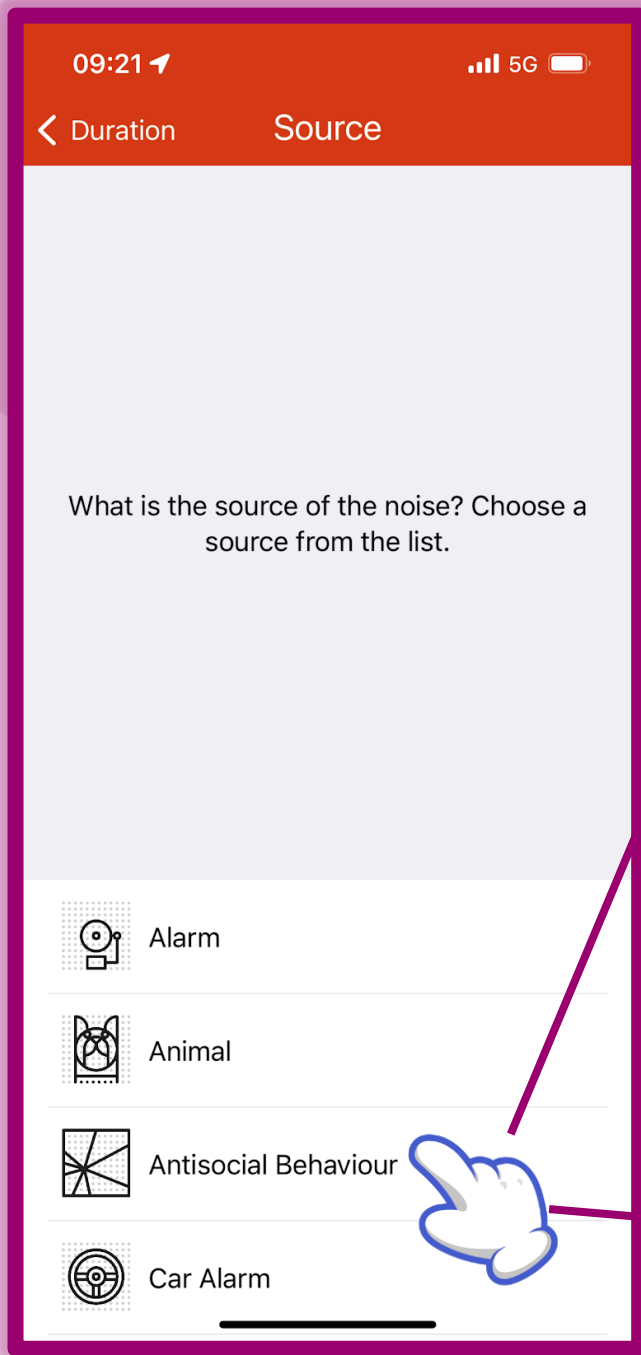 09:21 5G
Duration Source
What is the source of the noise? Choose a
source from the list.
Alarm
Animal
Antisocial Behaviour
Car Alarm